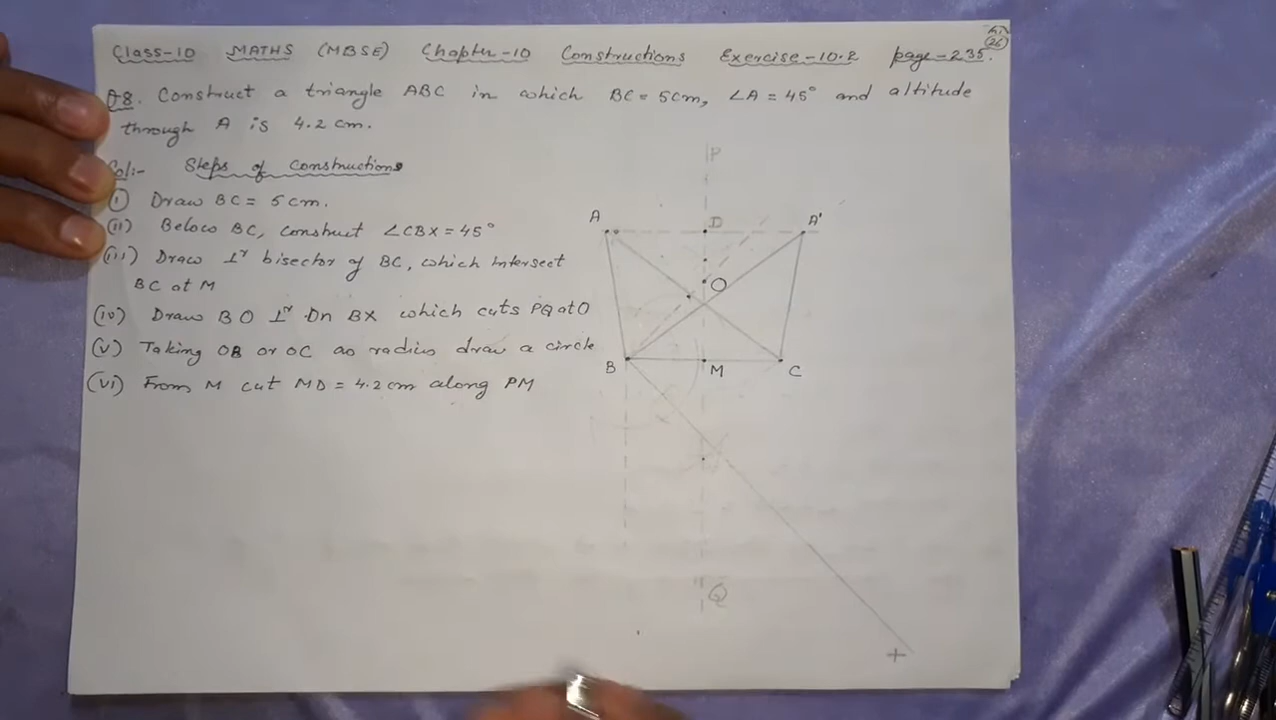 Class-10 MATHS (MBSE) Chapter-10 Constructions Exercise-10.2 page-235.
Q8. Construct a triangle ABC in which BC = 5cm, ∠A = 45° and altitude
through A is 4.2 cm.
Sol:- Steps of Constructions
(i) Draw BC = 5 cm.
(ii) Below BC, construct ∠CBX = 45°
(iii) Draw ⊥r bisector of BC, which intersect
BC at M
(iv) Draw BO ⊥r on BX which cuts PQ at O
(v) Taking OB or OC as radius draw a circle
(vi) From M cut MD = 4.2 cm along PM
P
A D A'
O
B M C
Q